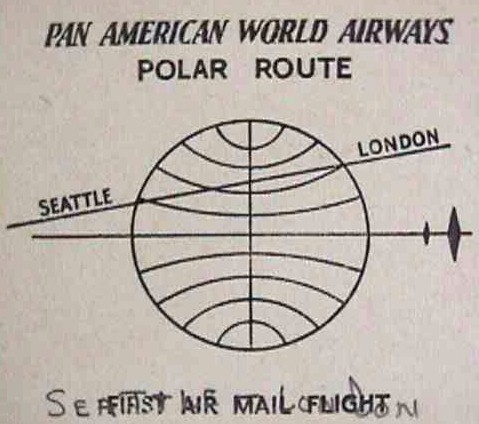 PAN AMERICAN WORLD AIRWAYS
POLAR ROUTE
LONDON
SEATTLE
FIRST AIR MAIL FLIGHT